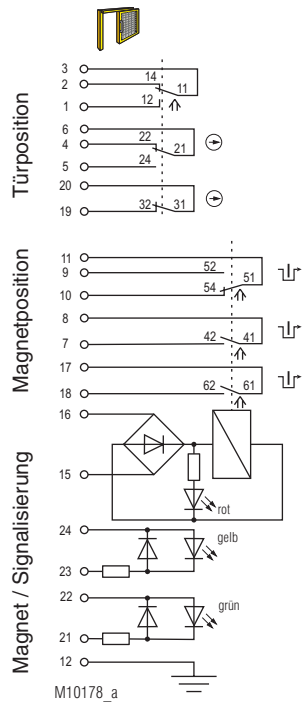 Türposition
3
2 14 11
1 12
6
4 22 21
5 24
20
19 32 31
Magnetposition
11
9 52
51
10 54
8
7 42 41
17
18 62 61
Magnet / Signalisierung
16
15
rot
24
gelb
23
22
grün
21
12
M10178_a